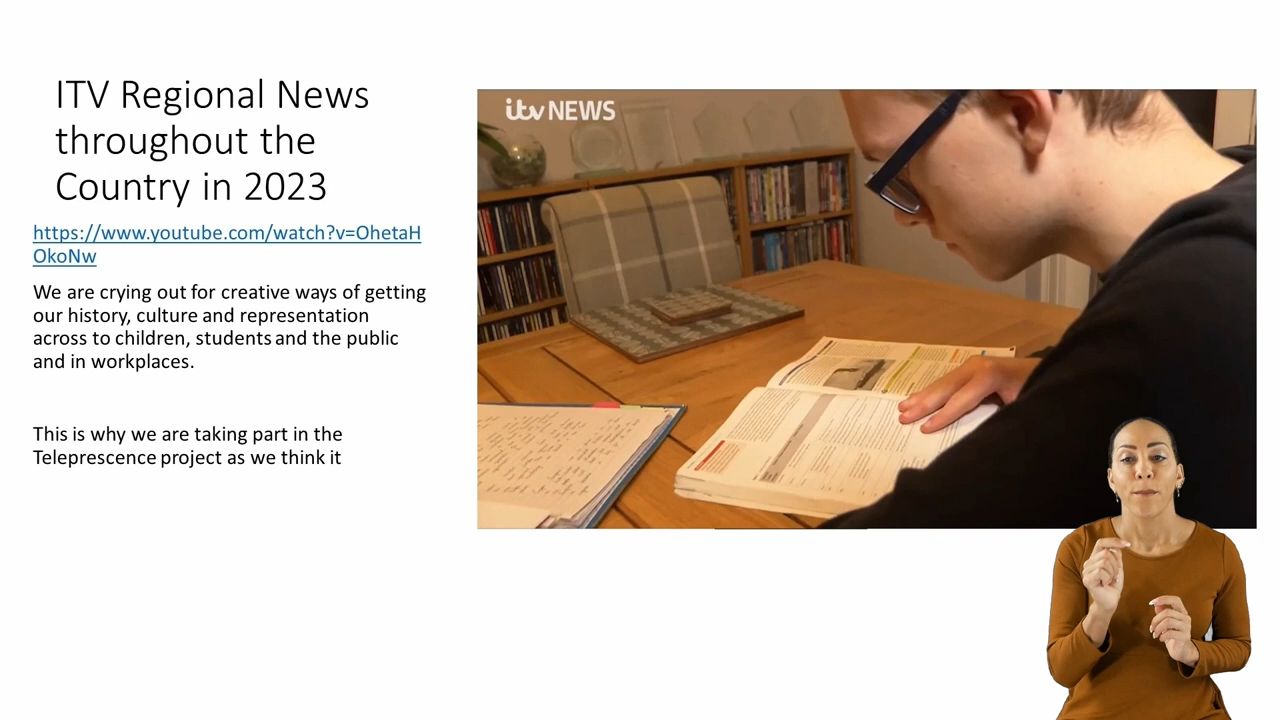 ITV Regional News
throughout the
Country in 2023
https://www.youtube.com/watch?v=OhetaH
OkoNw
We are crying out for creative ways of getting
our history, culture and representation
across to children, students and the public
and in workplaces.
This is why we are taking part in the
Teleprescence project as we think it
itv NEWS